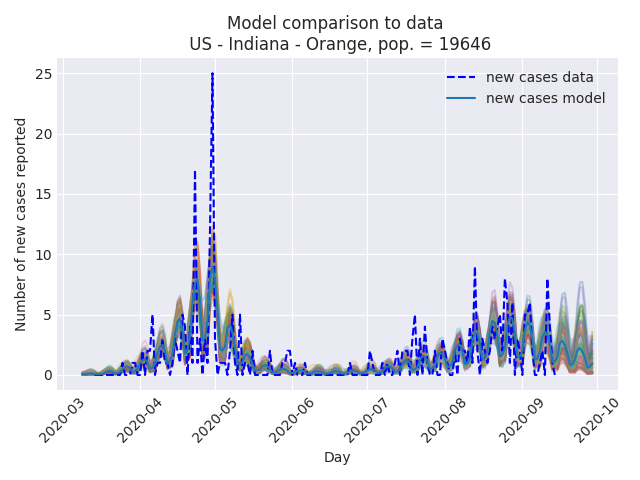 Model comparison to data
US - Indiana - Orange, pop. = 19646
25
20
15
10
5
0
Number of new cases reported
new cases data
new cases model
2020-03
2020-04
2020-05
2020-06
2020-07
2020-08
2020-09
2020-10
Day